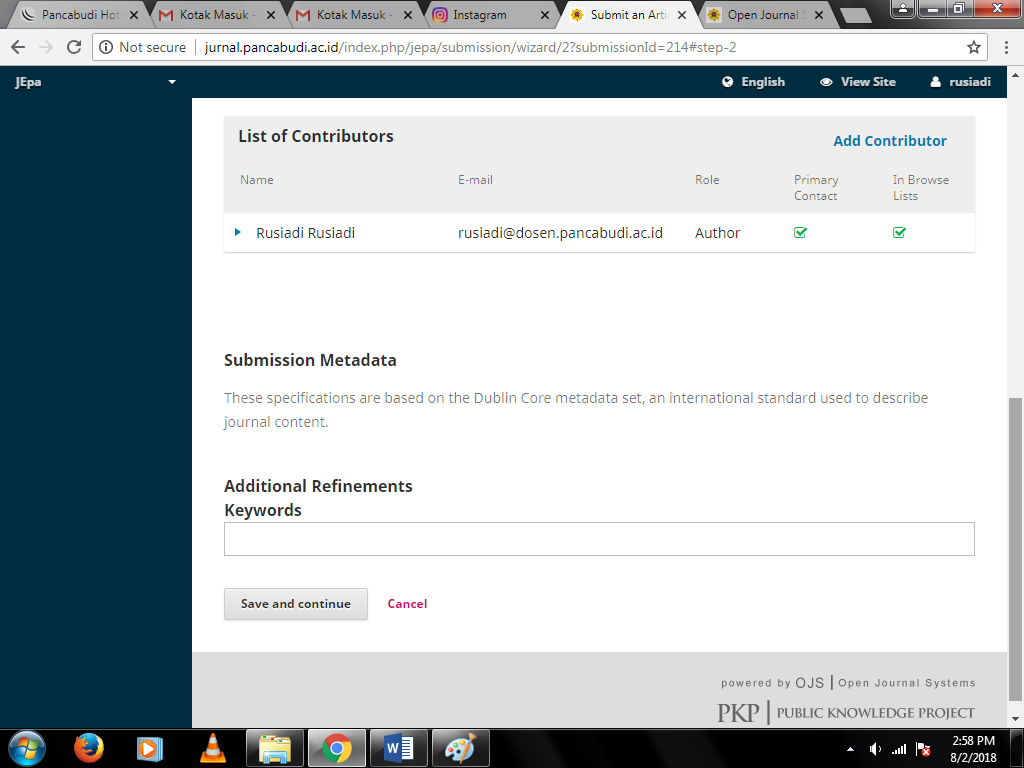 Pancabudi Hot
Kotak Masuk -
Kotak Masuk -
Instagram
Submit an Arti
Open Journal S
Not secure
jurnal.pancabudi.ac.id/index.php/jepa/submission/wizard/2?submissionId=214#step-2
JEpa
English
View Site
rusiadi
List of Contributors
Add Contributor
Name
E-mail
Role
Primary
Contact
In Browse
Lists
Rusiadi Rusiadi
rusiadi@dosen.pancabudi.ac.id
Author
Submission Metadata
These specifications are based on the Dublin Core metadata set, an international standard used to describe
journal content.
Additional Refinements
Keywords
Save and continue
Cancel
powered by OJS | Open Journal Systems
PKP | PUBLIC KNOWLEDGE PROJECT
2:58 PM
8/2/2018